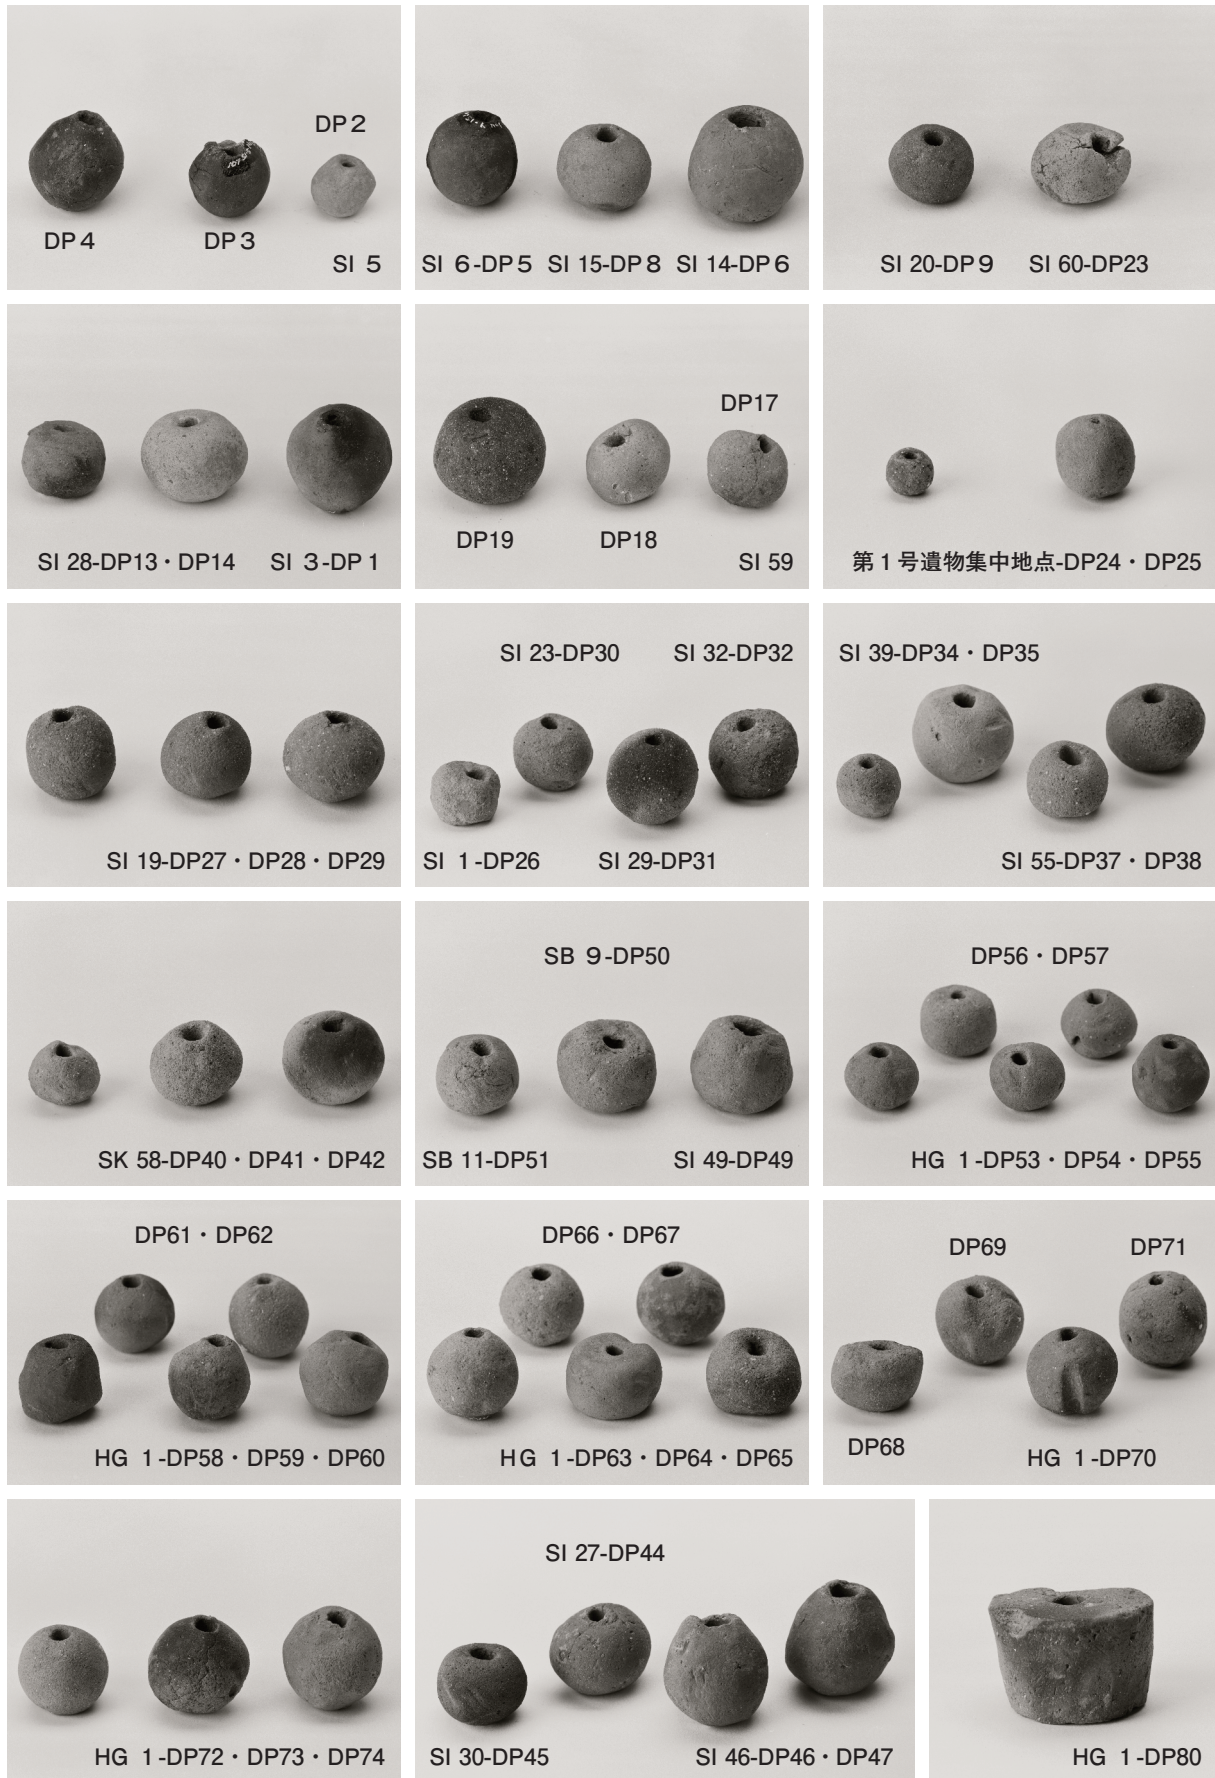 DP２
DP４
DP３
SI ５
SI ６-DP５ SI 15-DP８ SI 14-DP６
SI 20-DP９ SI 60-DP23
SI 28-DP13・DP14 SI ３-DP１
DP17
DP19 DP18
SI 59
第１号遺物集中地点-DP24・DP25
SI 19-DP27・DP28・DP29
SI 23-DP30 SI 32-DP32
SI １-DP26 SI 29-DP31
SI 39-DP34・DP35
SI 55-DP37・DP38
SK 58-DP40・DP41・DP42
SB ９-DP50
SB 11-DP51 SI 49-DP49
DP56・DP57
HG １-DP53・DP54・DP55
DP61・DP62
HG １-DP58・DP59・DP60
DP66・DP67
HG １-DP63・DP64・DP65
DP69 DP71
DP68 HG １-DP70
HG １-DP72・DP73・DP74
SI 27-DP44
SI 30-DP45 SI 46-DP46・DP47
HG １-DP80